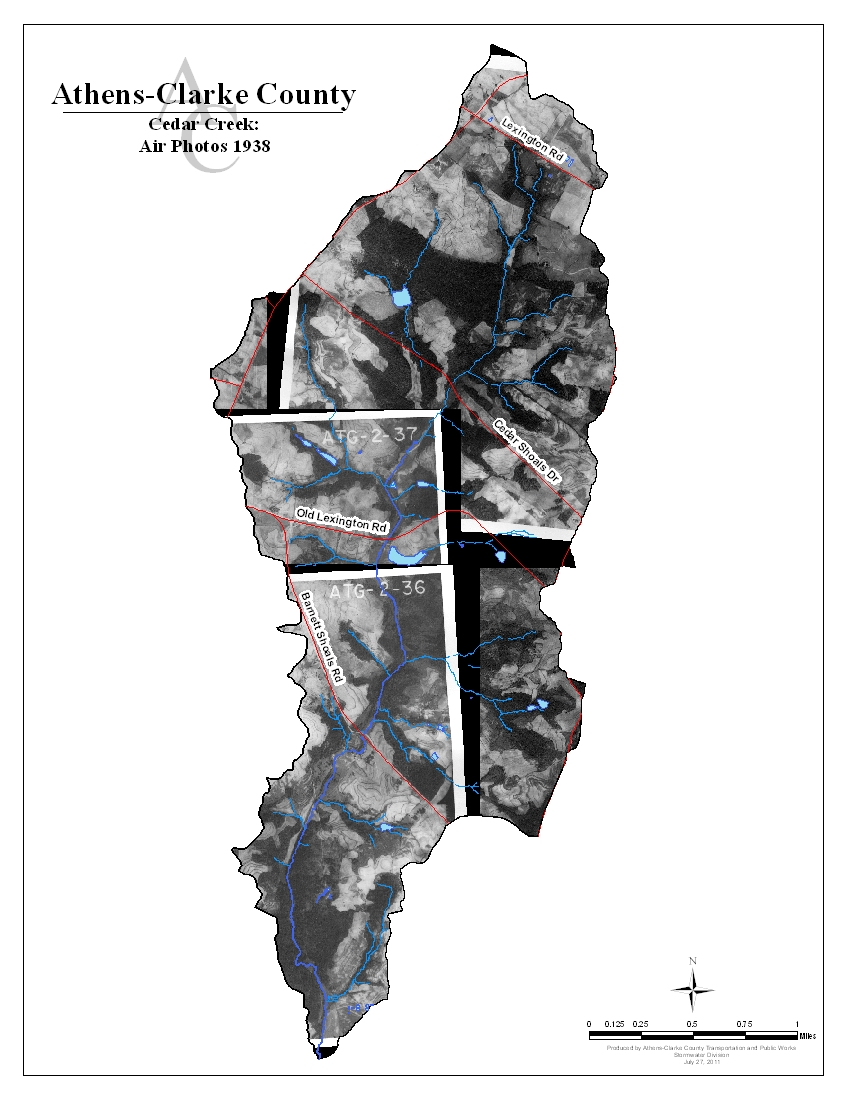 AC
Athens-Clarke County
Cedar Creek:
Air Photos 1938
Lexington Rd
Cedar Shoals Dr
ATG-2-37
Old Lexington Rd
ATG-2-36
Barnett Shoals Rd
N
0 0.125 0.25 0.5 0.75 1
Miles
Produced by Athens-Clarke County Transportation and Public Works
Stormwater Division
July 27, 2011